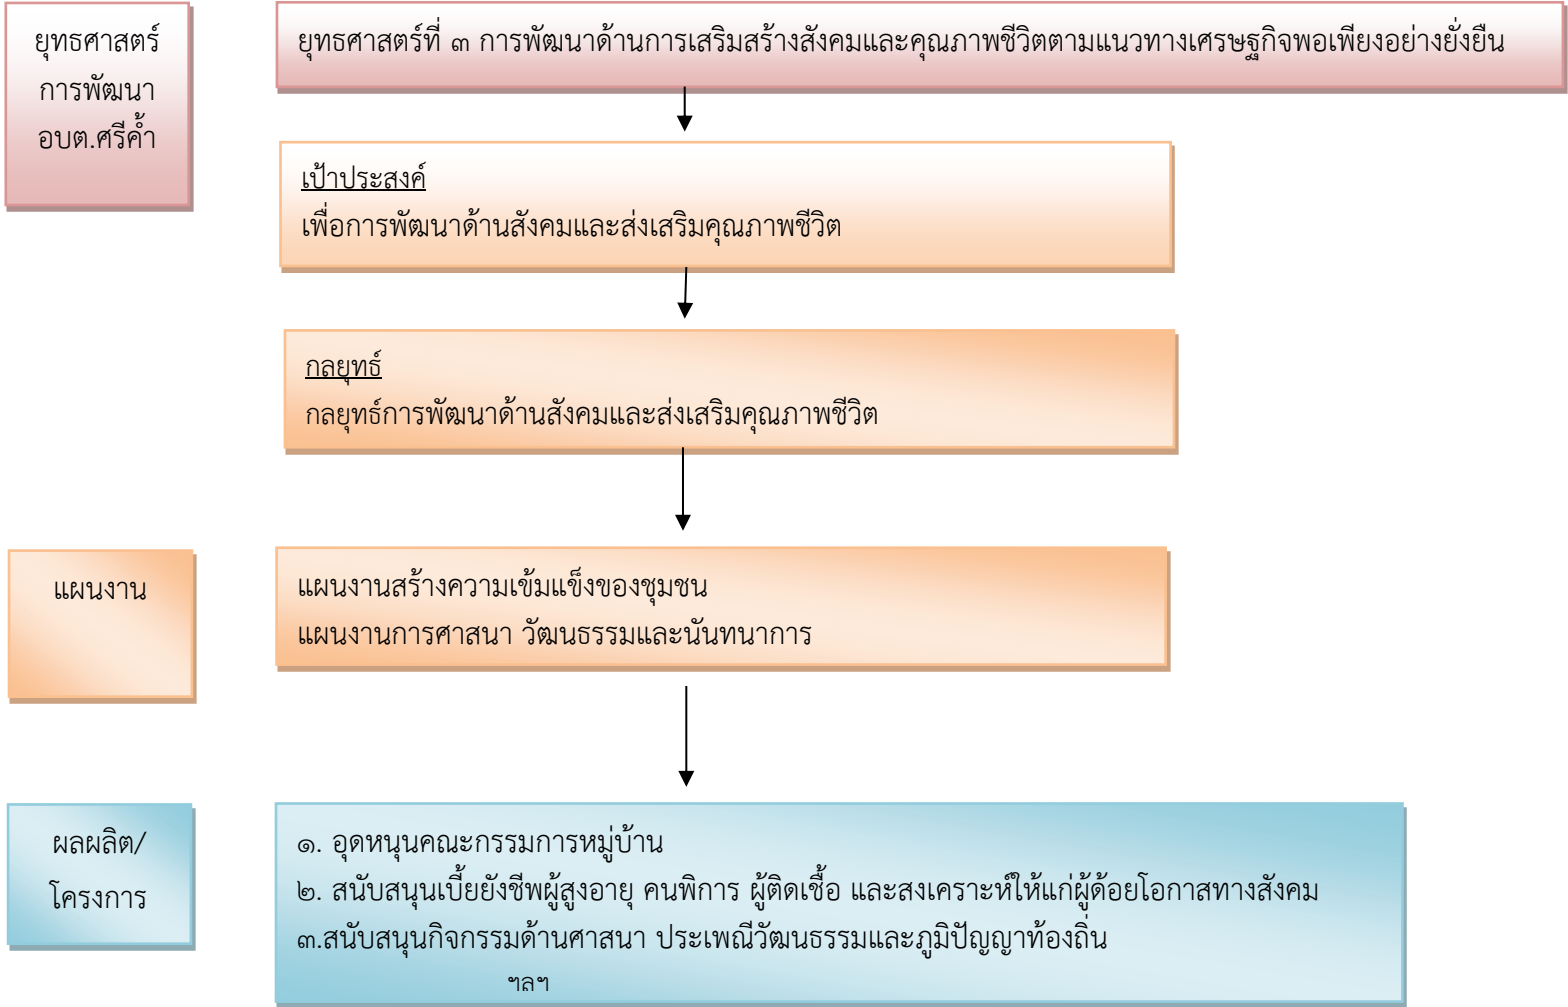 ยุทธศาสตร์
การพัฒนา
อบต.ศรีค้ำ
ยุทธศาสตร์ที่ ๓ การพัฒนาด้านการเสริมสร้างสังคมและคุณภาพชีวิตตามแนวทางเศรษฐกิจพอเพียงอย่างยั่งยืน
เป้าประสงค์
เพื่อการพัฒนาด้านสังคมและส่งเสริมคุณภาพชีวิต
กลยุทธ์
กลยุทธ์การพัฒนาด้านสังคมและส่งเสริมคุณภาพชีวิต
แผนงาน
แผนงานสร้างความเข้มแข็งของชุมชน
แผนงานการศาสนา วัฒนธรรมและนันทนาการ
ผลผลิต/
โครงการ
๑. อุดหนุนคณะกรรมการหมู่บ้าน
๒. สนับสนุนเบี้ยยังชีพผู้สูงอายุ คนพิการ ผู้ติดเชื้อ และสงเคราะห์ให้แก่ผู้ด้อยโอกาสทางสังคม
๓.สนับสนุนกิจกรรมด้านศาสนา ประเพณีวัฒนธรรมและภูมิปัญญาท้องถิ่น
ฯลฯ